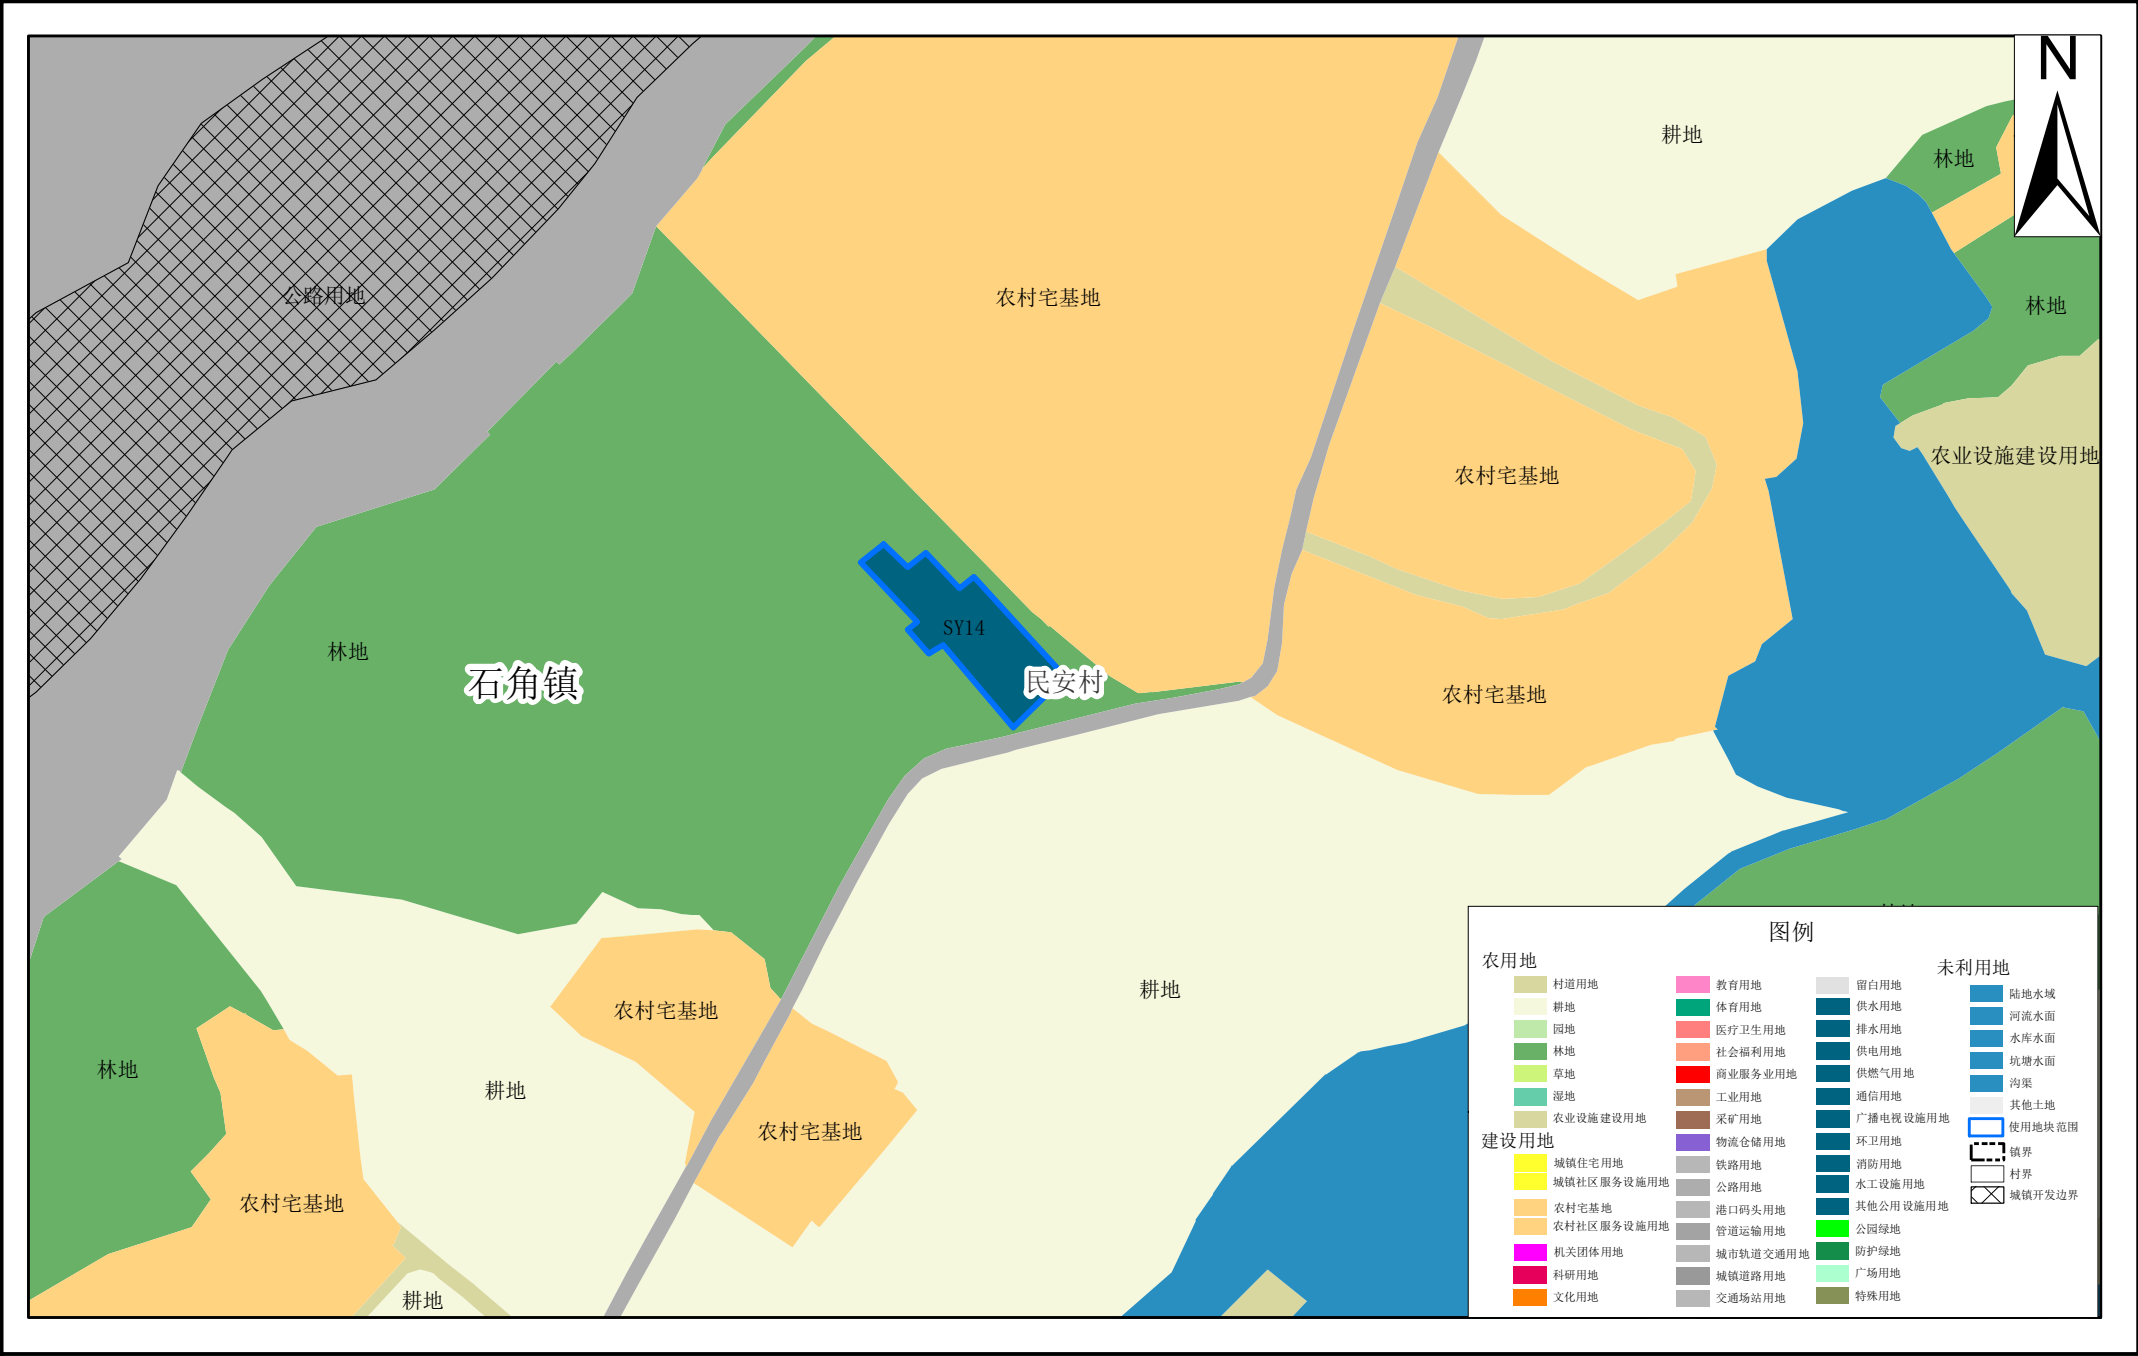 N
耕地
林地
公路用地
农村宅基地
林地
农业设施建设用地
农村宅基地
SY14
林地
石角镇
民安村
农村宅基地
耕地
农村宅基地
林地
耕地
农村宅基地
农村宅基地
耕地
图例
农用地
村道用地
耕地
园地
林地
草地
湿地
农业设施建设用地
建设用地
城镇住宅用地
城镇社区服务设施用地
农村宅基地
农村社区服务设施用地
机关团体用地
科研用地
文化用地
教育用地
体育用地
医疗卫生用地
社会福利用地
商业服务业用地
工业用地
采矿用地
物流仓储用地
铁路用地
公路用地
港口码头用地
管道运输用地
城市轨道交通用地
城镇道路用地
交通场站用地
留白用地
供水用地
排水用地
供电用地
供燃气用地
通信用地
广播电视设施用地
环卫用地
消防用地
水工设施用地
其他公用设施用地
公园绿地
防护绿地
广场用地
特殊用地
未利用地
陆地水域
河流水面
水库水面
坑塘水面
沟渠
其他土地
使用地块范围
镇界
村界
城镇开发边界